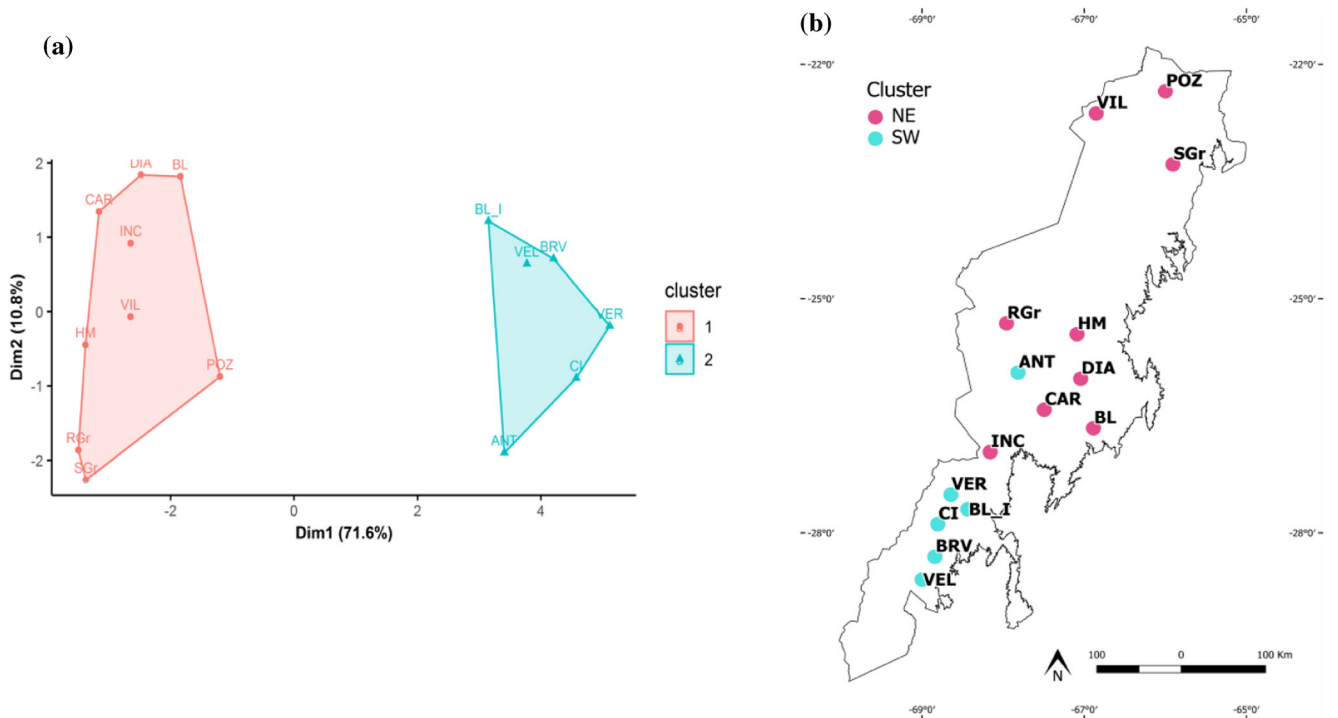 (a)
2
1
0
-1
-2
Dim2 (10.8%)
-2
0
2
4
Dim1 (71.6%)
DIA
BL
CAR
INC
VIL
HM
POZ
RGr
SGr
BL_I
VEL
BRV
VER
CI
ANT
cluster
1
2
(b)
-69°0′
-67°0′
-65°0′
-22°0′
-22°0′
Cluster
NE
SW
POZ
VIL
SGr
-25°0′
-25°0′
RGr
HM
ANT
DIA
CAR
BL
INC
VER
BL_I
CI
-28°0′
-28°0′
BRV
VEL
100
0
100 Km
N
-69°0′
-67°0′
-65°0′